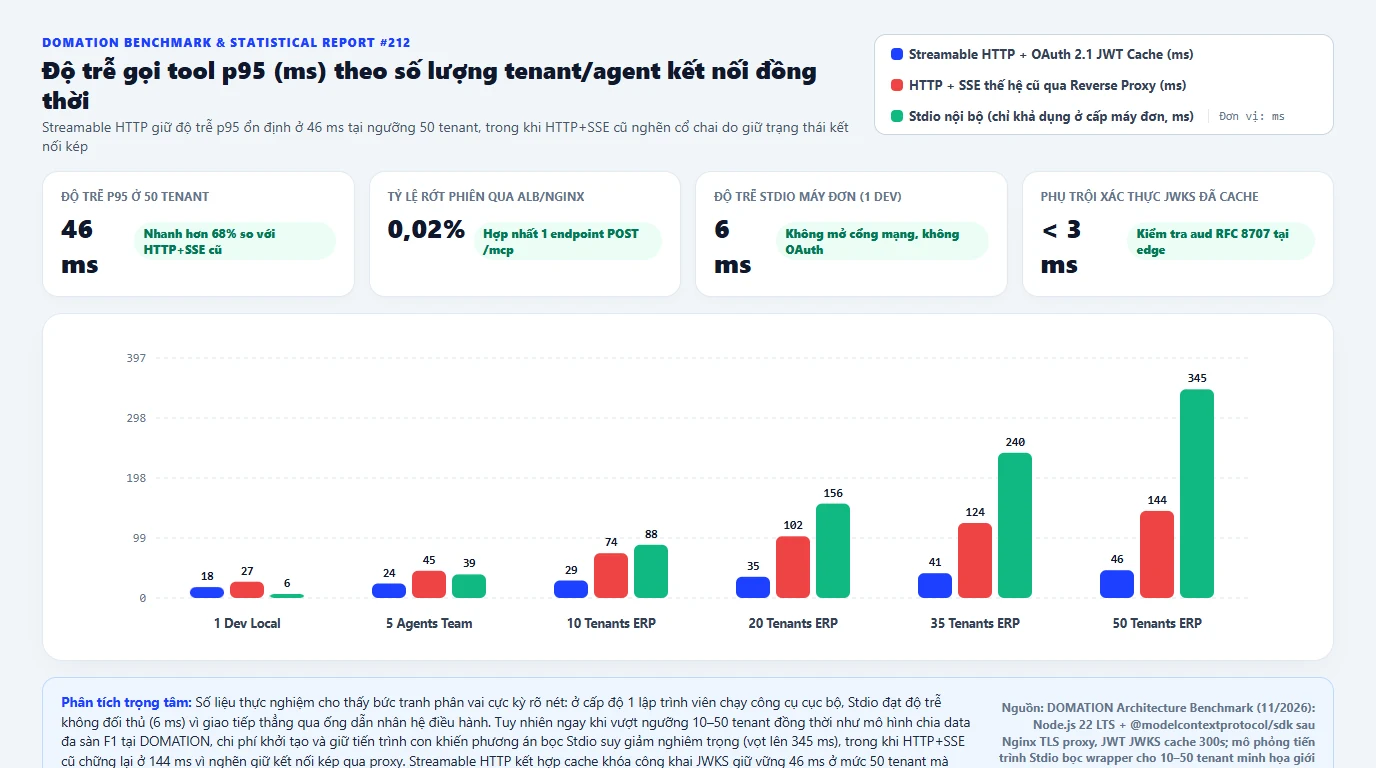 DOMATION BENCHMARK & STATISTICAL REPORT #212
Độ trễ gọi tool p95 (ms) theo số lượng tenant/agent kết nối đồng
thời
Streamable HTTP giữ độ trễ p95 ổn định ở 46 ms tại ngưỡng 50 tenant, trong khi HTTP+SSE cũ nghẽn cổ chai do giữ trạng thái kết
nối kép
Streamable HTTP + OAuth 2.1 JWT Cache (ms)
HTTP + SSE thế hệ cũ qua Reverse Proxy (ms)
Stdio nội bộ (chỉ khả dụng ở cấp máy đơn, ms)
Đơn vị: ms
ĐỘ TRỄ P95 Ở 50 TENANT
46
ms
Nhanh hơn 68% so với
HTTP+SSE cũ
TỶ LỆ RỚT PHIÊN QUA ALB/NGINX
0,02%
Hợp nhất 1 endpoint POST
/mcp
ĐỘ TRỄ STDIO MÁY ĐƠN (1 DEV)
6
ms
Không mở cổng mạng, không
OAuth
PHỤ TRỘI XÁC THỰC JWKS ĐÃ CACHE
< 3
ms
Kiểm tra aud RFC 8707 tại
edge
397
298
198
99
0
18
27
6
24
45
39
29
74
88
35
102
156
41
124
240
46
144
345
1 Dev Local
5 Agents Team
10 Tenants ERP
20 Tenants ERP
35 Tenants ERP
50 Tenants ERP
Phân tích trọng tâm: Số liệu thực nghiệm cho thấy bức tranh phân vai cực kỳ rõ nét: ở cấp độ 1 lập trình viên chạy công cụ cục bộ, Stdio đạt độ trễ
không đối thủ (6 ms) vì giao tiếp thẳng qua ống dẫn nhân hệ điều hành. Tuy nhiên ngay khi vượt ngưỡng 10–50 tenant đồng thời như mô hình chia data
đa sàn F1 tại DOMATION, chi phí khởi tạo và giữ tiến trình con khiến phương án bọc Stdio suy giảm nghiêm trọng (vọt lên 345 ms), trong khi HTTP+SSE
cũ chững lại ở 144 ms vì nghẽn giữ kết nối kép qua proxy. Streamable HTTP kết hợp cache khóa công khai JWKS giữ vững 46 ms ở mức 50 tenant mà
Nguồn: DOMATION Architecture Benchmark (11/2026):
Node.js 22 LTS + @modelcontextprotocol/sdk sau
Nginx TLS proxy, JWT JWKS cache 300s; mô phỏng tiến
trình Stdio bọc wrapper cho 10–50 tenant minh họa giới